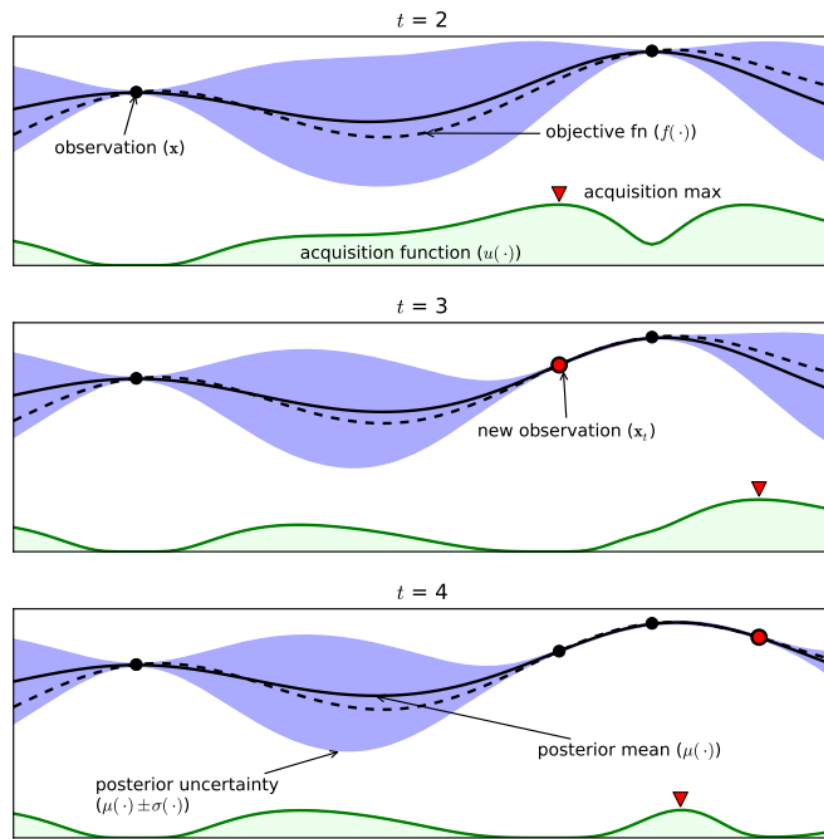 t = 2
observation (x)
objective fn (f(·))
acquisition max
acquisition function (u(·))
t = 3
new observation (xₜ)
t = 4
posterior mean (μ(·))
posterior uncertainty
(μ(·) ± σ(·))